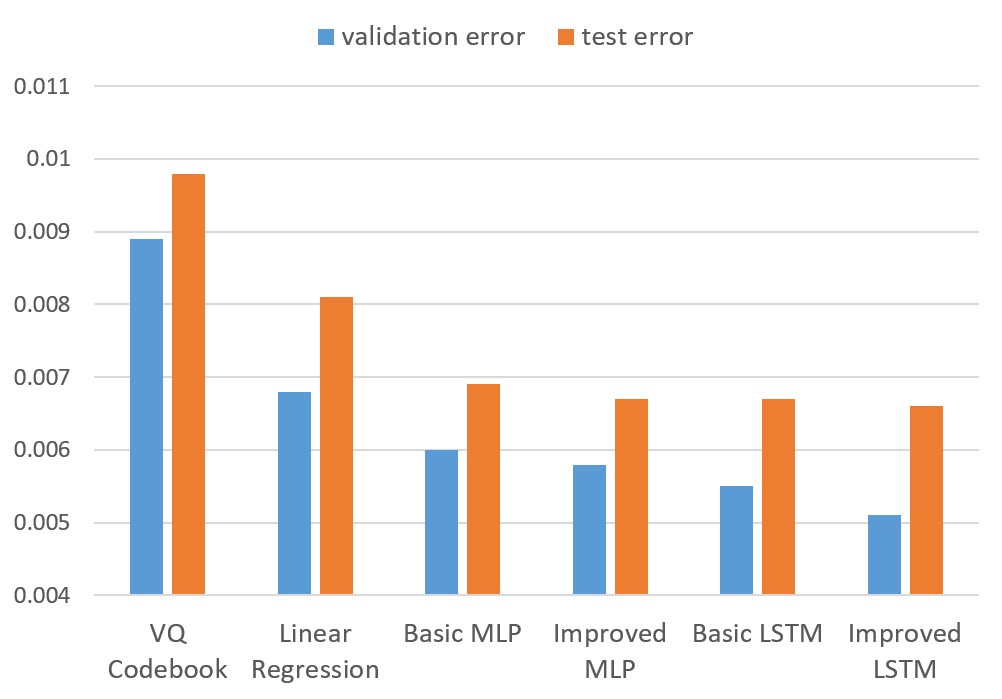 validation error test error
0.011
0.01
0.009
0.008
0.007
0.006
0.005
0.004
VQ Codebook
Linear Regression
Basic MLP
Improved MLP
Basic LSTM
Improved LSTM